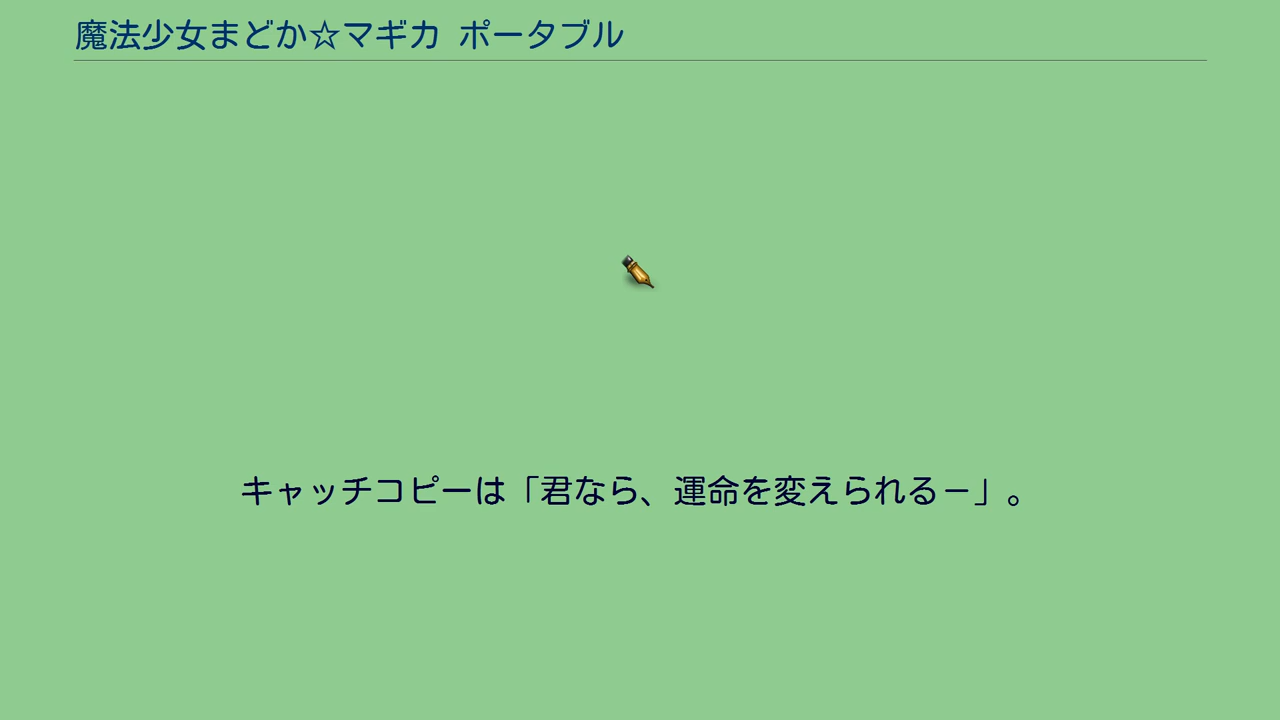 魔法少女まどか☆マギカ ポータブル
キャッチコピーは「君なら、運命を変えられる－」。